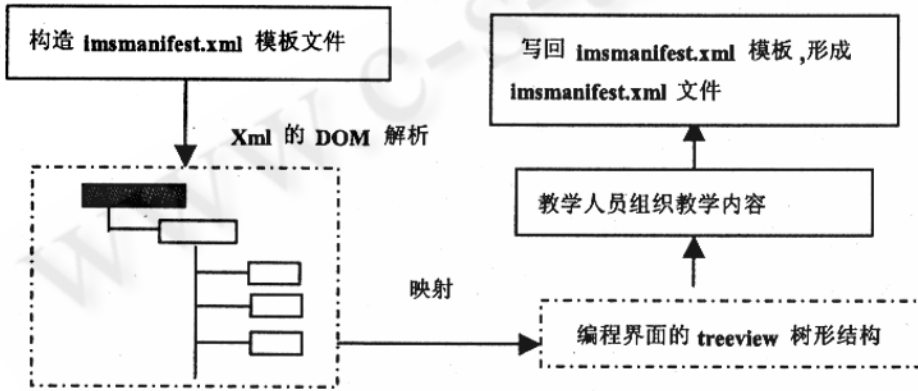 构造 imsmanifest.xml 模板文件
Xml 的 DOM 解析
映射
编程界面的 treeview 树形结构
教学人员组织教学内容
写回 imsmanifest.xml 模板,形成
imsmanifest.xml 文件
www.c-s-